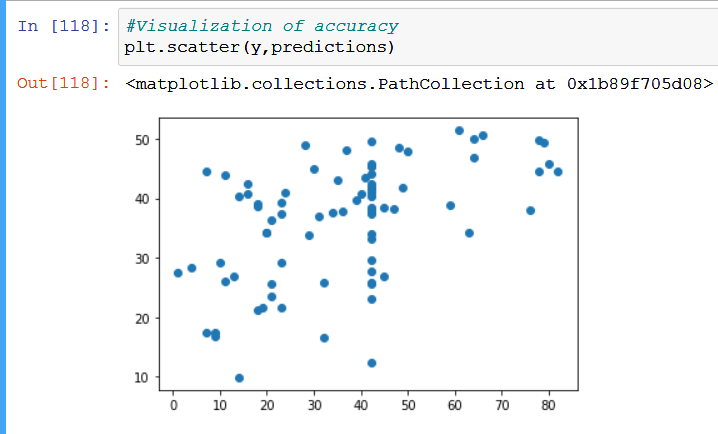 In [118]: #Visualization of accuracy
plt.scatter(y,predictions)
Out[118]: <matplotlib.collections.PathCollection at 0x1b89f705d08>
50
40
30
20
10
0 10 20 30 40 50 60 70 80